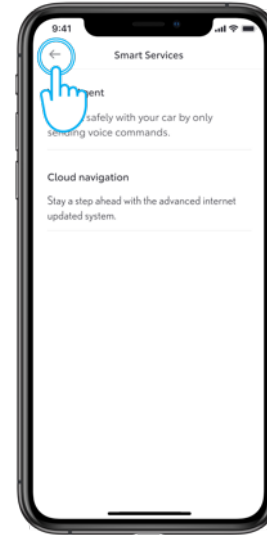 9:41
Smart Services
safely with your car by only
sending voice commands.
Cloud navigation
Stay a step ahead with the advanced internet
updated system.